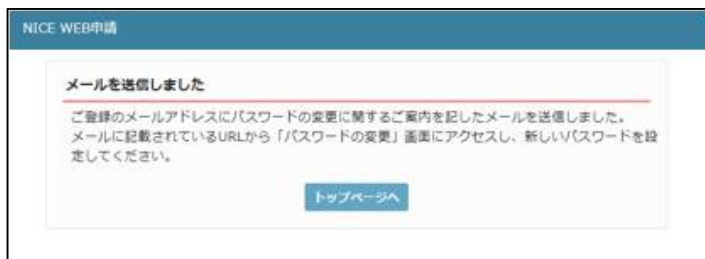 NICE WEB申請
メールを送信しました
ご登録のメールアドレスにパスワードの変更に関するご案内を記したメールを送信しました。
メールに記載されているURLから「パスワードの変更」画面にアクセスし、新しいパスワードを設
定してください。
トップページへ